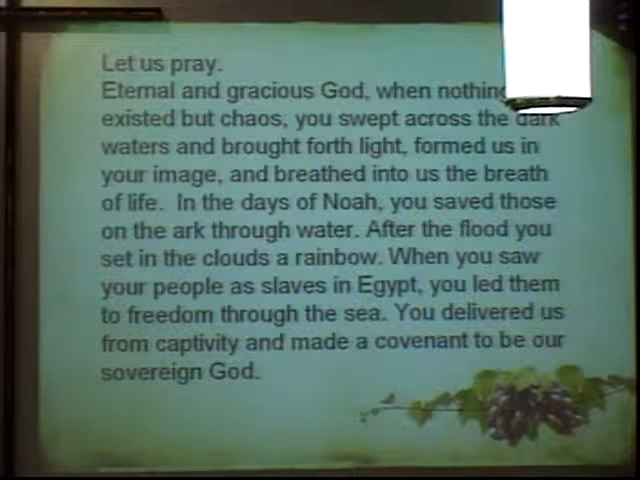 Let us pray.
Eternal and gracious God, when nothing
existed but chaos, you swept across the dark
waters and brought forth light, formed us in
your image, and breathed into us the breath
of life. In the days of Noah, you saved those
on the ark through water. After the flood you
set in the clouds a rainbow. When you saw
your people as slaves in Egypt, you led them
to freedom through the sea. You delivered us
from captivity and made a covenant to be our
sovereign God.